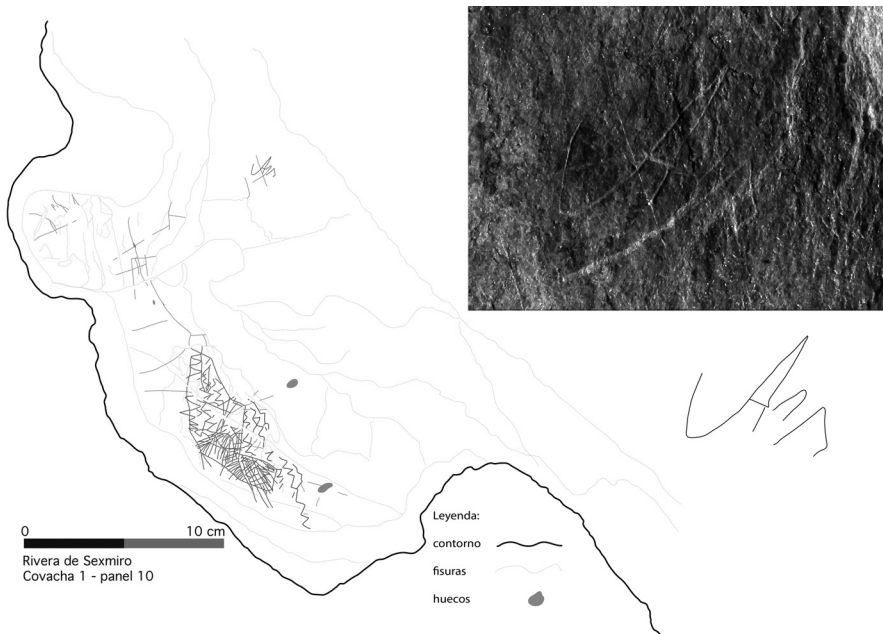 0 10 cm
Rivera de Sexmiro
Covacha 1 - panel 10
Leyenda:
contorno
fisuras
huecos